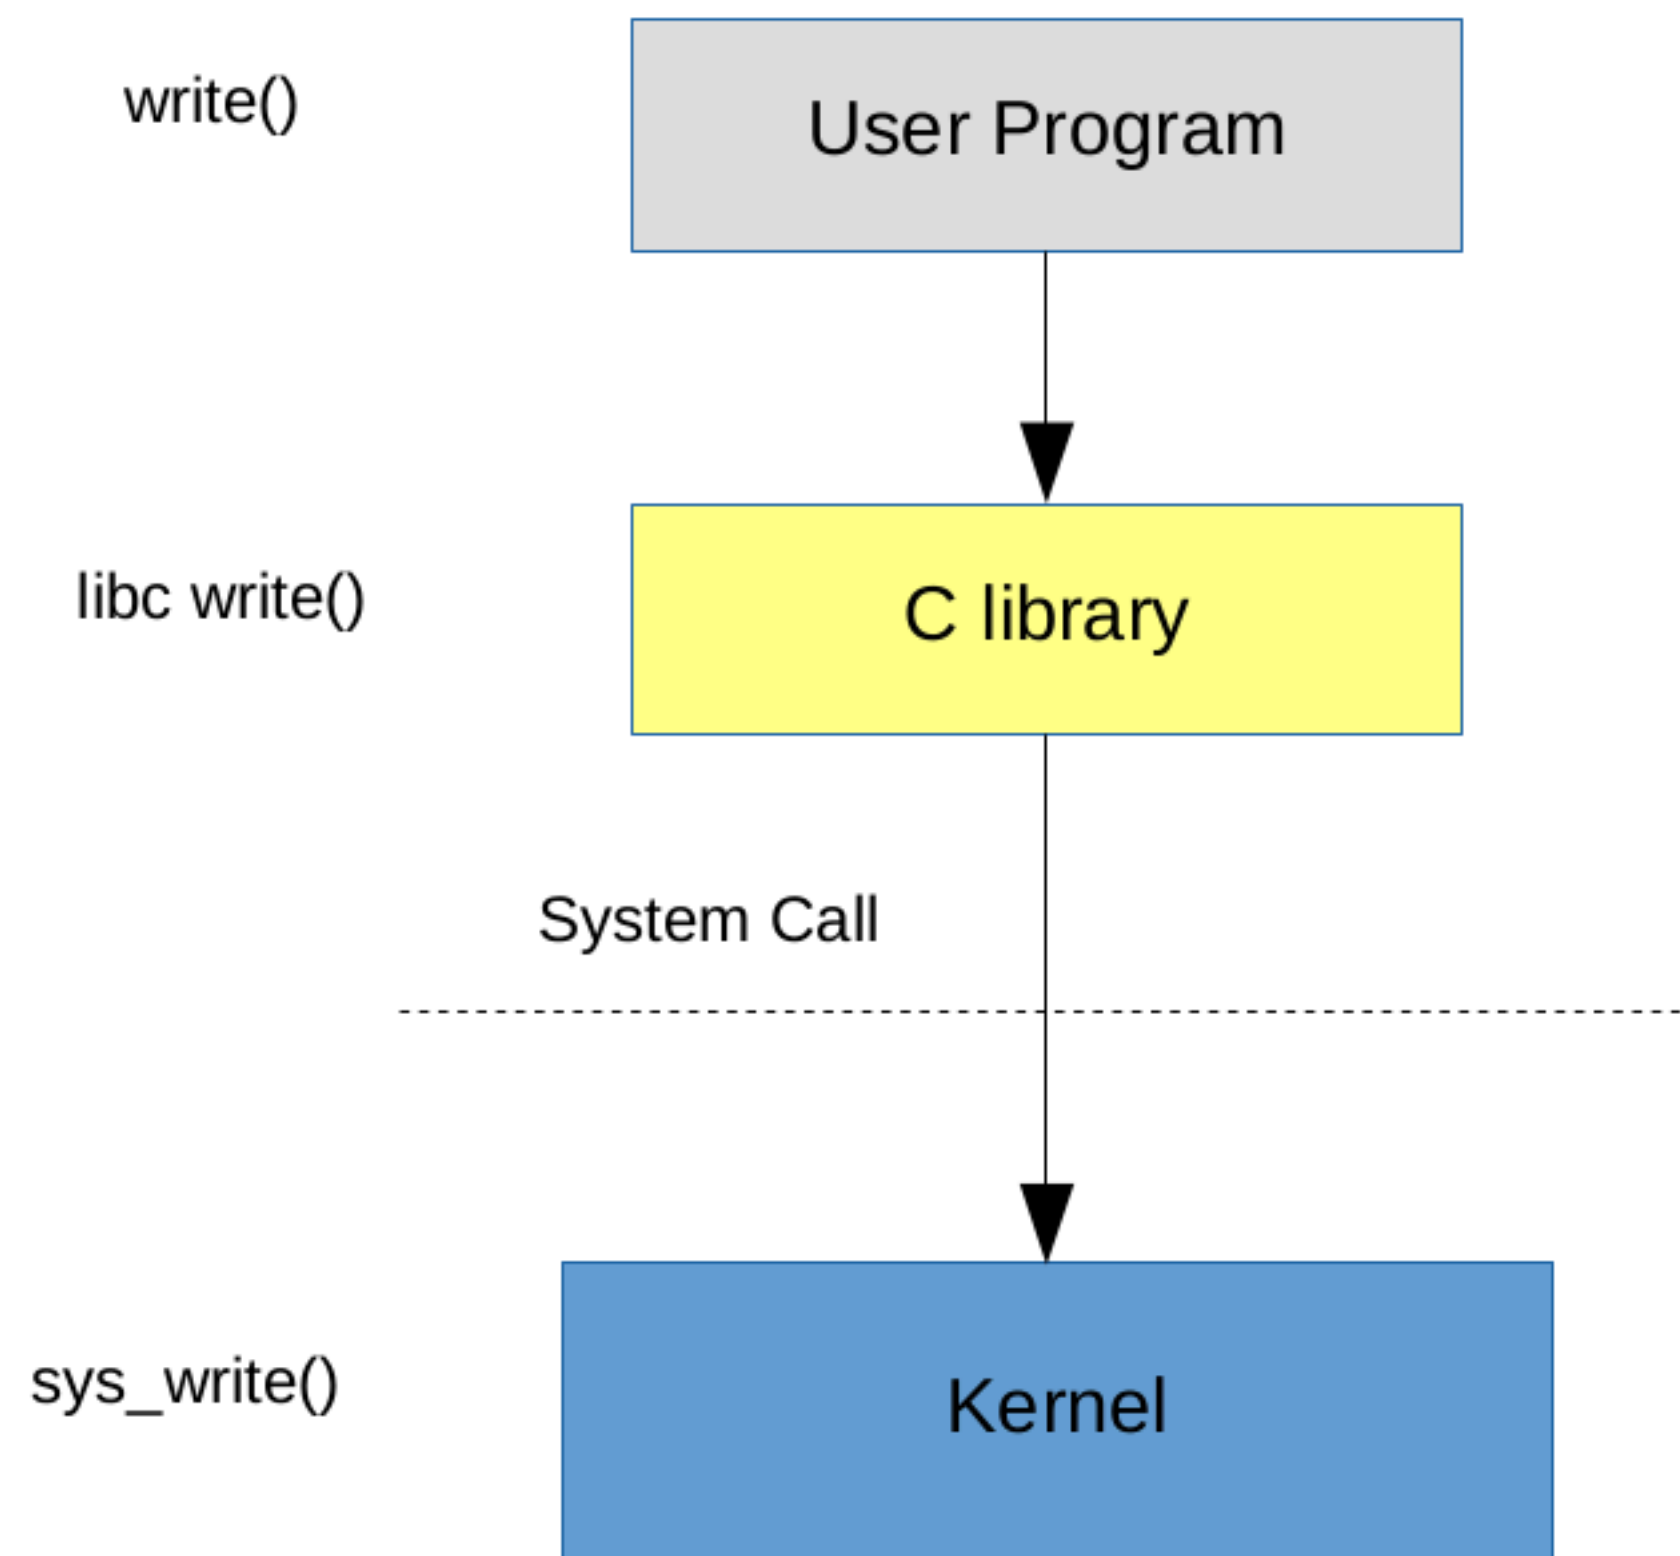 write()
User Program
libc write()
C library
System Call
sys_write()
Kernel